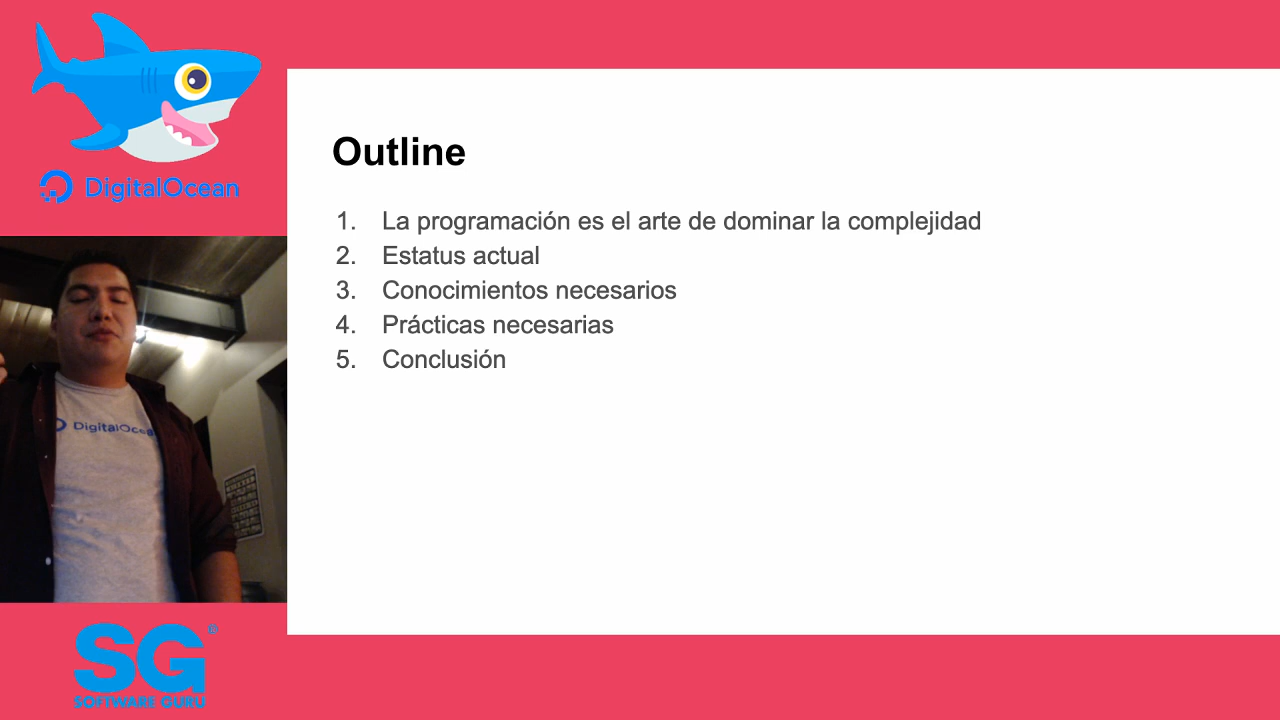 DigitalOcean
Outline
1. La programación es el arte de dominar la complejidad
2. Estatus actual
3. Conocimientos necesarios
4. Prácticas necesarias
5. Conclusión
DigitalOcea
SG
SOFTWARE GURU